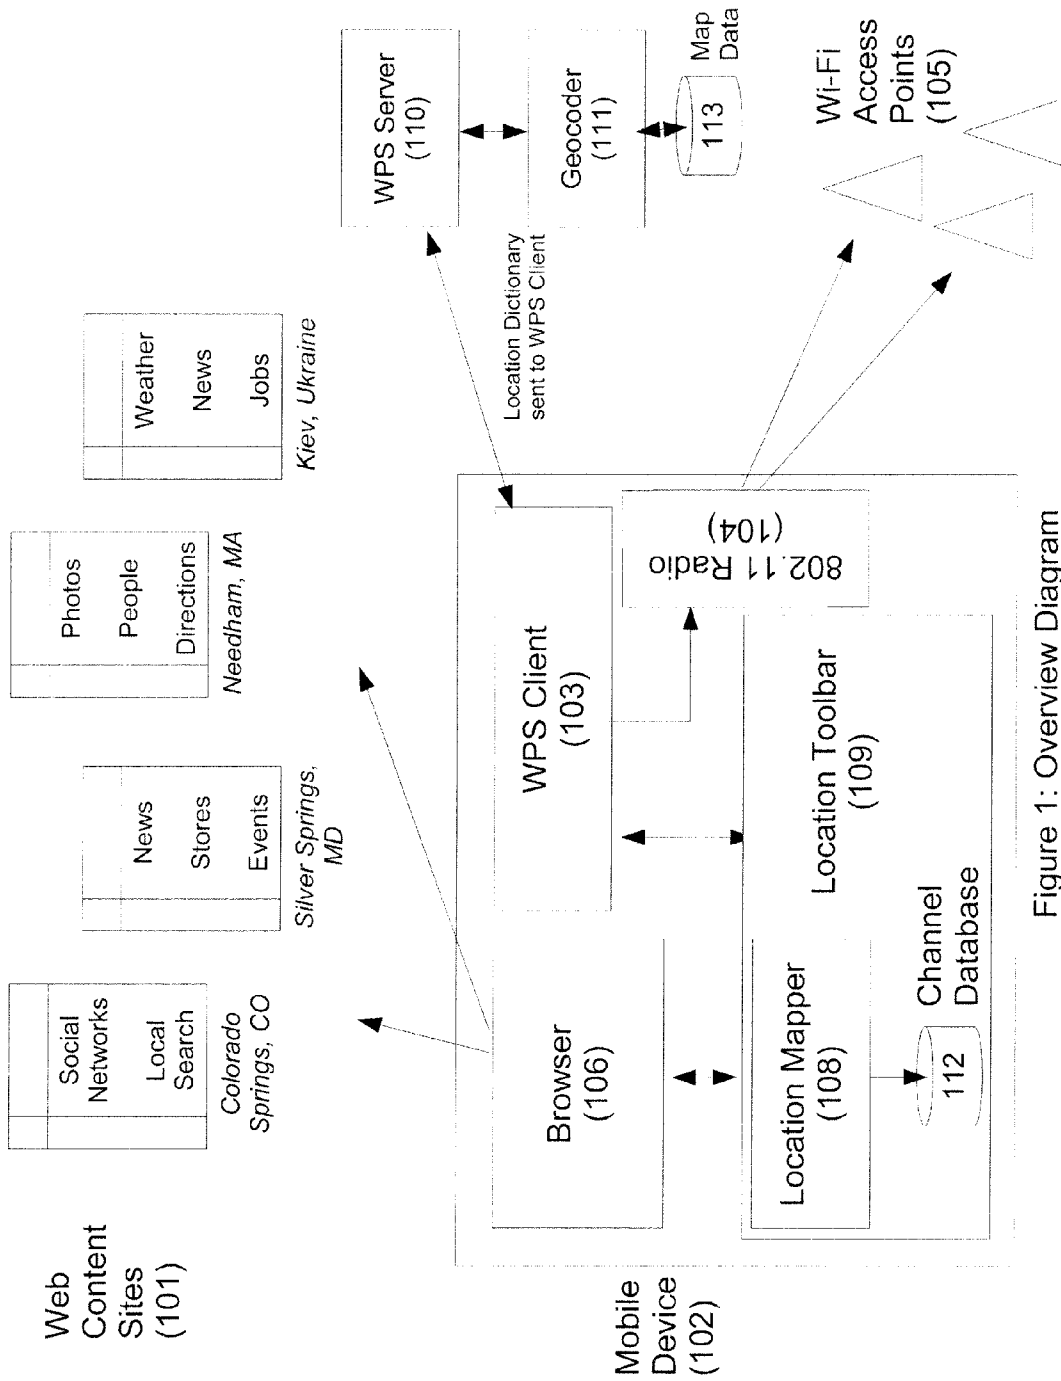 Web
Content
Sites
(101)
Social
Networks
Local
Search
Colorado
Springs, CO
News
Stores
Events
Silver Springs,
MD
Photos
People
Directions
Needham, MA
Weather
News
Jobs
Kiev, Ukraine
Mobile
Device
(102)
Browser
(106)
WPS Client
(103)
Location Dictionary
sent to WPS Client
WPS Server
(110)
Geocoder
(111)
113
Map
Data
802.11 Radio
(104)
Location Mapper
(108)
Location Toolbar
(109)
112
Channel
Database
Wi-Fi
Access
Points
(105)
Figure 1: Overview Diagram